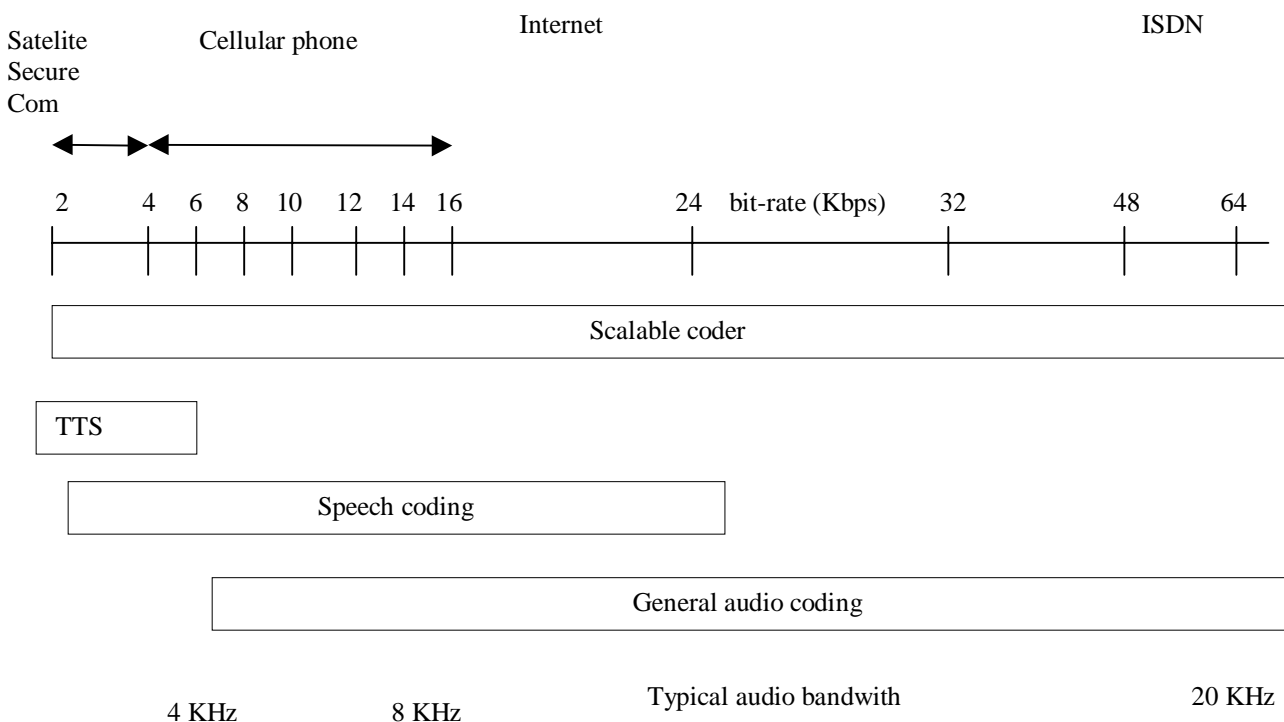 Satelite
Secure
Com
Cellular phone
Internet
ISDN
2 4 6 8 10 12 14 16 24 bit-rate (Kbps) 32 48 64
Scalable coder
TTS
Speech coding
General audio coding
4 KHz 8 KHz Typical audio bandwith 20 KHz